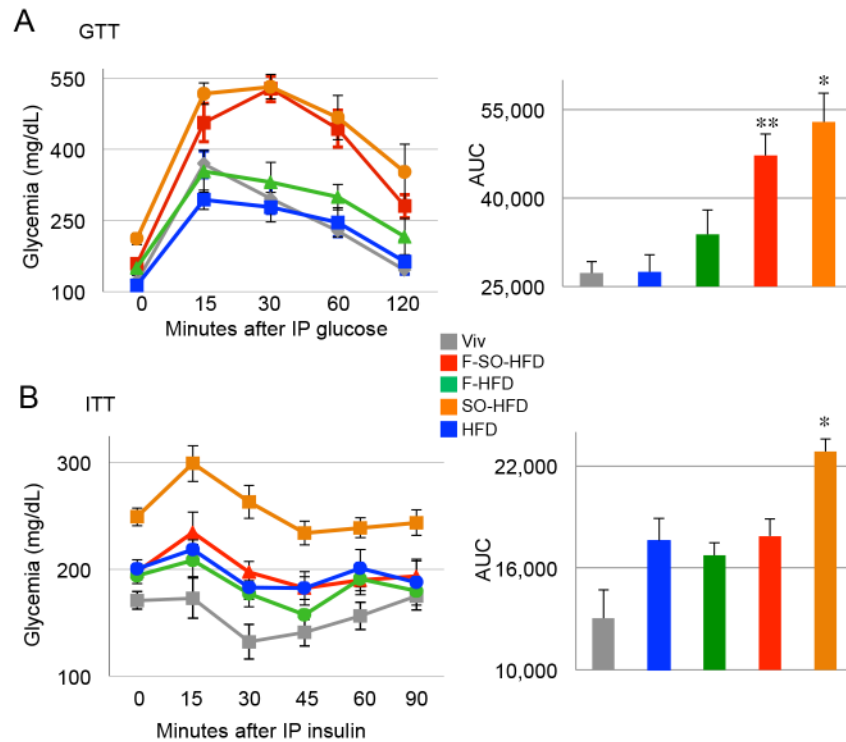 A
GTT
550
400
250
100
Glycemia (mg/dL)
0 15 30 60 120
Minutes after IP glucose
55,000
40,000
25,000
AUC
** *
Viv
F-SO-HFD
F-HFD
SO-HFD
HFD
B
ITT
300
200
100
Glycemia (mg/dL)
0 15 30 45 60 90
Minutes after IP insulin
22,000
16,000
10,000
AUC
*